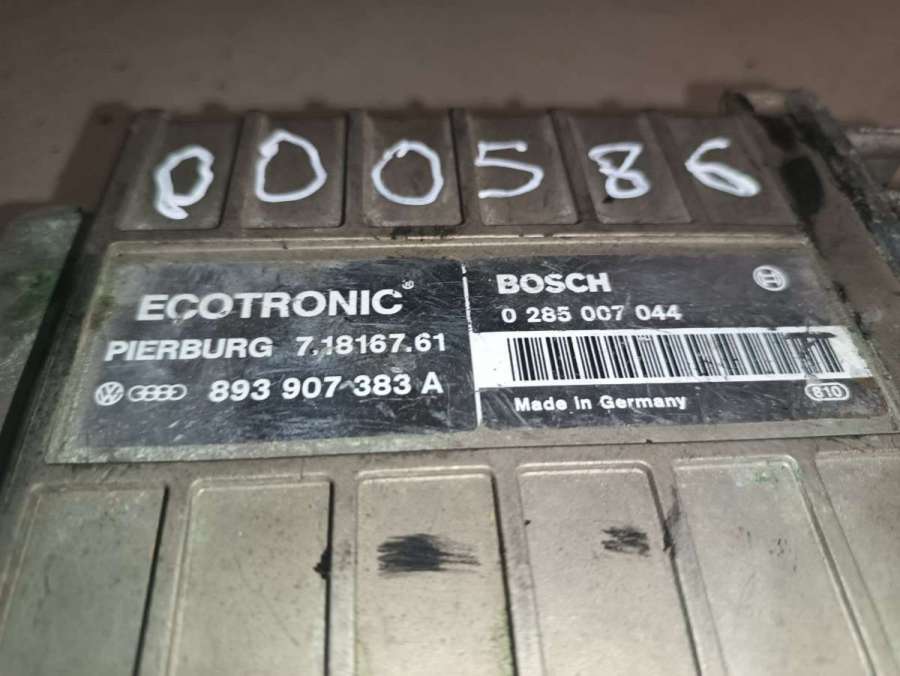 000586
ECOTRONIC®
PIERBURG 7.18167.61
893 907 383 A
BOSCH
0 285 007 044
Made in Germany
810